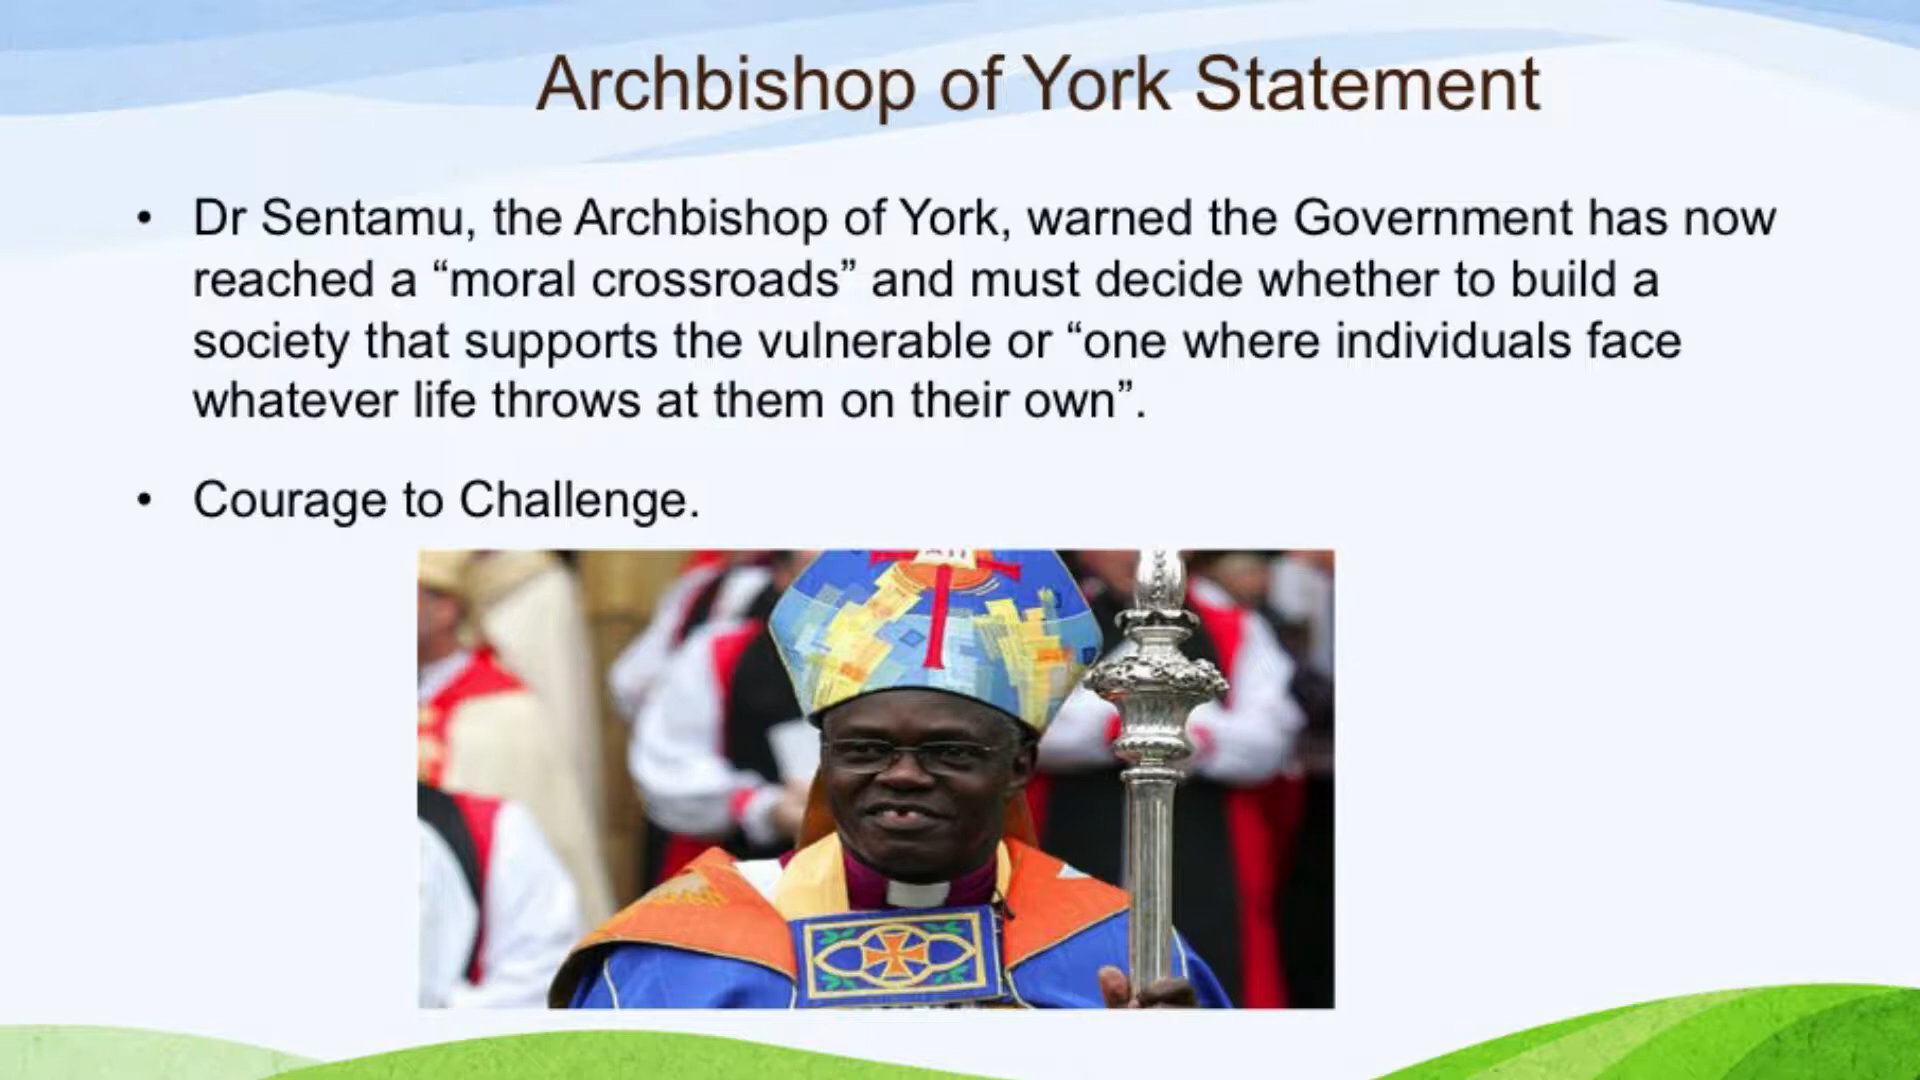 Archbishop of York Statement
• Dr Sentamu, the Archbishop of York, warned the Government has now
reached a “moral crossroads” and must decide whether to build a
society that supports the vulnerable or “one where individuals face
whatever life throws at them on their own”.
• Courage to Challenge.